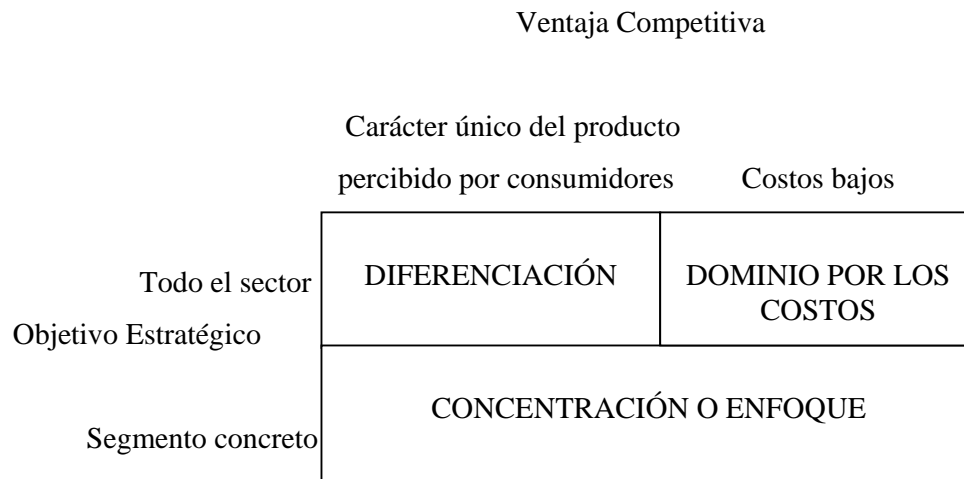 Ventaja Competitiva
Carácter único del producto
percibido por consumidores
Costos bajos
Todo el sector
DIFERENCIACIÓN
DOMINIO POR LOS
COSTOS
Objetivo Estratégico
CONCENTRACIÓN O ENFOQUE
Segmento concreto